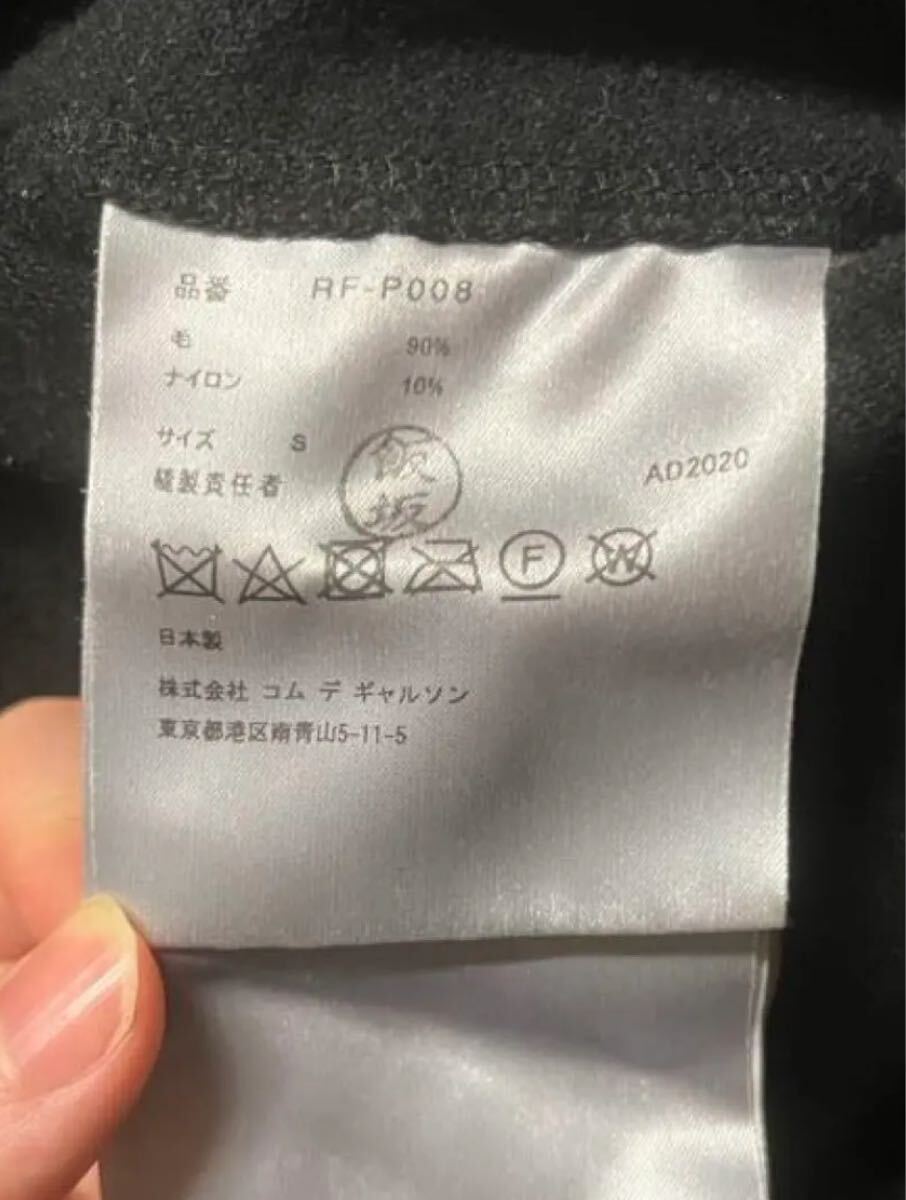 品番 RF-P008
毛 90%
ナイロン 10%
サイズ S
縫製責任者 飯坂
AD2020
F W
日本製
株式会社 コム デ ギャルソン
東京都港区南青山5-11-5